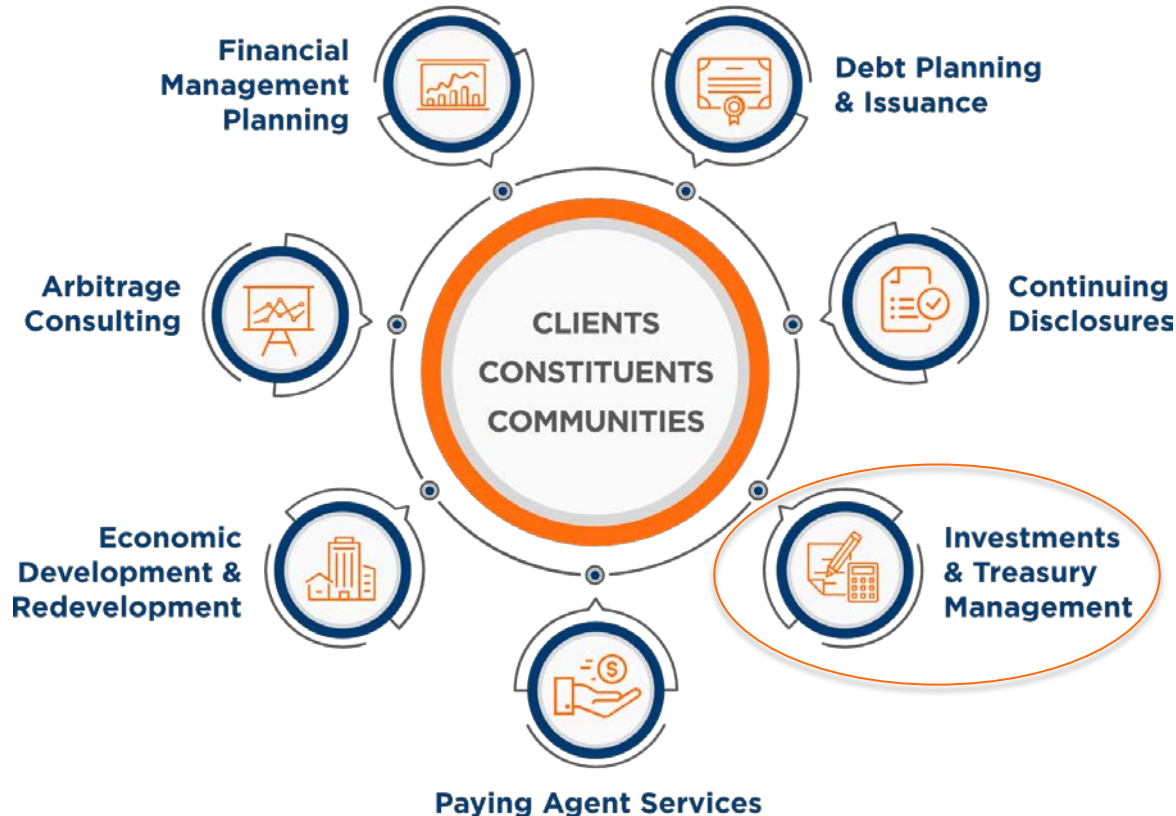 Financial
Management
Planning
Debt Planning
& Issuance
Arbitrage
Consulting
CLIENTS
CONSTITUENTS
COMMUNITIES
Continuing
Disclosures
Economic
Development &
Redevelopment
Investments
& Treasury
Management
$
Paying Agent Services